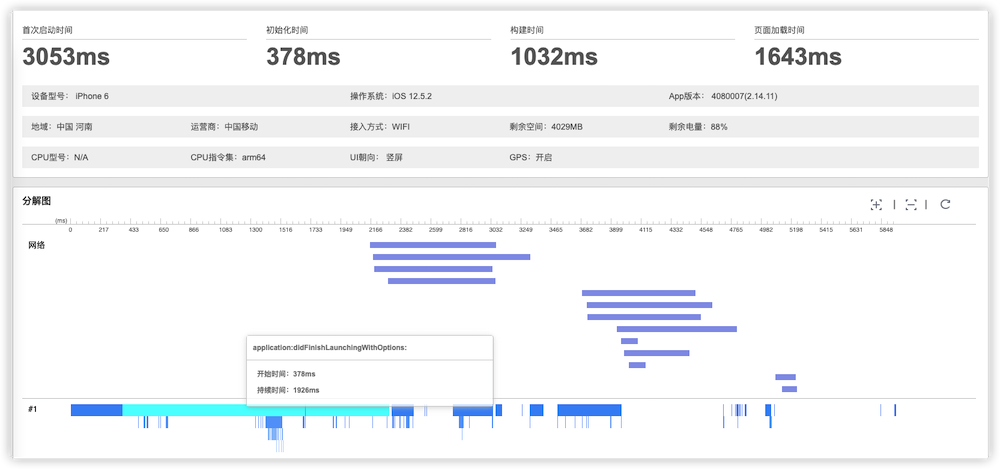 首次启动时间 初始化时间 构建时间 页面加载时间
3053ms 378ms 1032ms 1643ms
设备型号： iPhone 6 操作系统：iOS 12.5.2 App版本： 4080007(2.14.11)
地域：中国 河南 运营商：中国移动 接入方式：WIFI 剩余空间：4029MB 剩余电量：88%
CPU型号：N/A CPU指令集：arm64 UI朝向： 竖屏 GPS：开启
分解图
(ms)
0 217 433 650 866 1083 1300 1516 1733 1949 2166 2382 2599 2816 3032 3249 3466 3682 3899 4115 4332 4548 4765 4982 5198 5415 5631 5848
网络
application:didFinishLaunchingWithOptions:
开始时间：378ms
持续时间：1926ms
#1